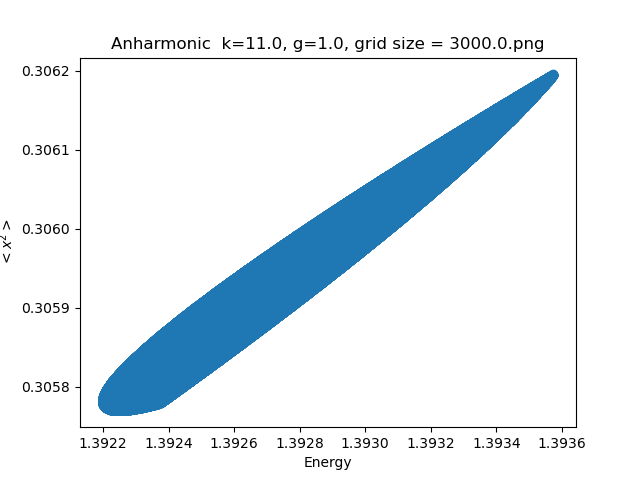 Anharmonic  k=11.0, g=1.0, grid size = 3000.0.png
0.3062
0.3061
0.3060
0.3059
0.3058
< x² >
1.3922 1.3924 1.3926 1.3928 1.3930 1.3932 1.3934 1.3936
Energy